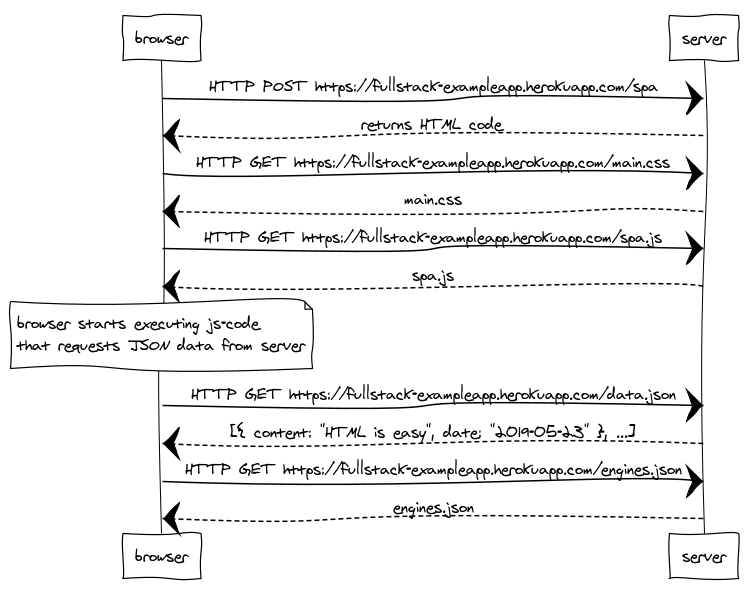 browser
server
HTTP POST https://fullstack-exampleapp.herokuapp.com/spa
returns HTML code
HTTP GET https://fullstack-exampleapp.herokuapp.com/main.css
main.css
HTTP GET https://fullstack-exampleapp.herokuapp.com/spa.js
spa.js
browser starts executing js-code
that requests JSON data from server
HTTP GET https://fullstack-exampleapp.herokuapp.com/data.json
[{ content: "HTML is easy", date: "2019-05-23" }, ...]
HTTP GET https://fullstack-exampleapp.herokuapp.com/engines.json
engines.json
browser
server